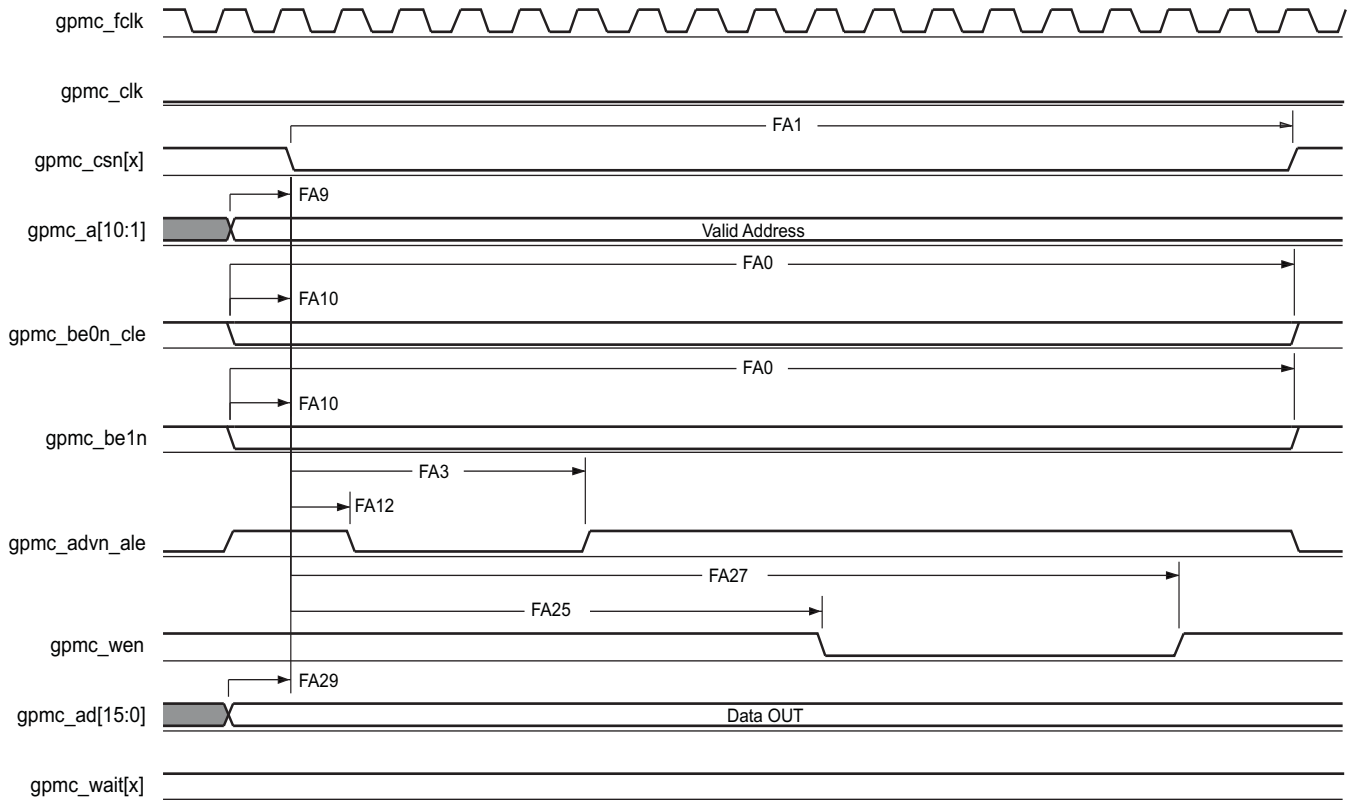 gpmc_fclk
gpmc_clk
FA1
gpmc_csn[x]
FA9
gpmc_a[10:1]
Valid Address
FA0
FA10
gpmc_be0n_cle
FA0
FA10
gpmc_be1n
FA3
FA12
gpmc_advn_ale
FA27
FA25
gpmc_wen
FA29
gpmc_ad[15:0]
Data OUT
gpmc_wait[x]